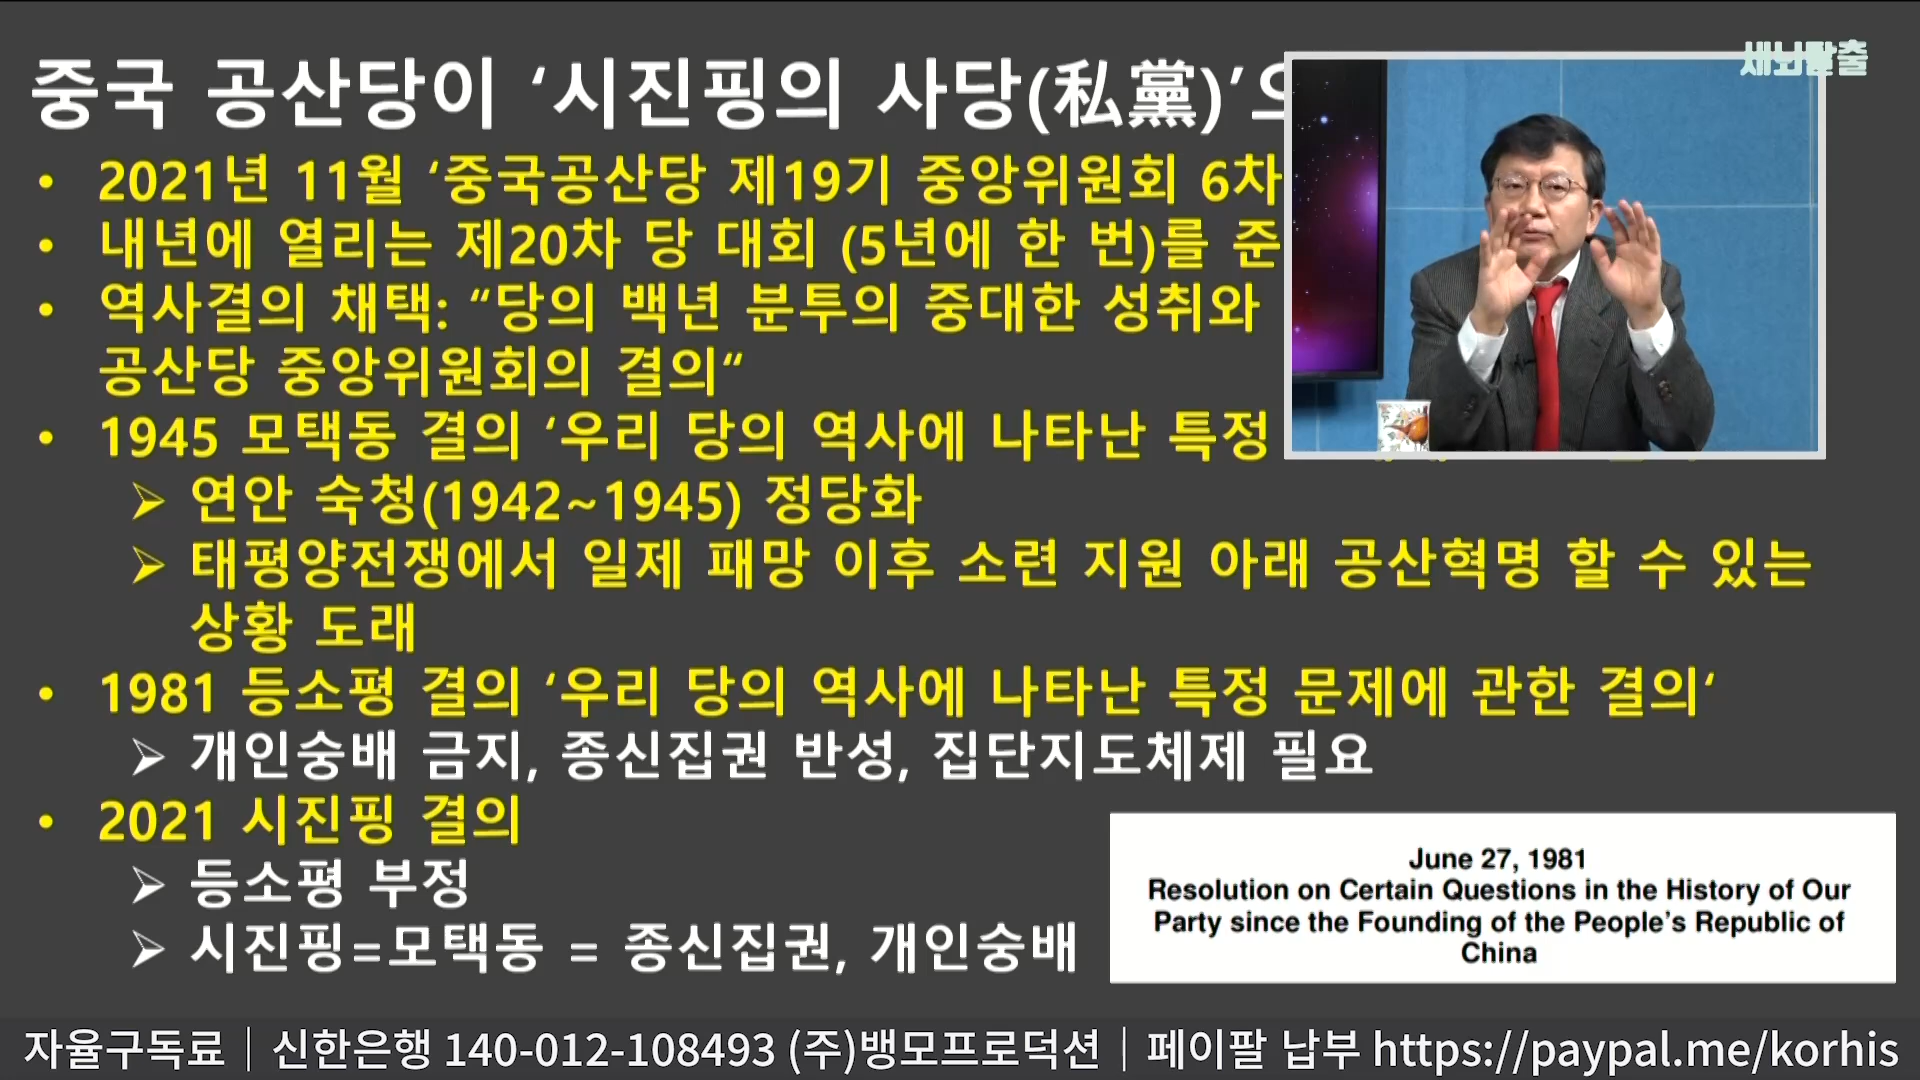 중국 공산당이 ‘시진핑의 사당(私黨)’으
세뇌탈출
• 2021년 11월 ‘중국공산당 제19기 중앙위원회 6차
• 내년에 열리는 제20차 당 대회 (5년에 한 번)를 준
• 역사결의 채택: “당의 백년 분투의 중대한 성취와
공산당 중앙위원회의 결의“
• 1945 모택동 결의 ‘우리 당의 역사에 나타난 특정
➢ 연안 숙청(1942~1945) 정당화
➢ 태평양전쟁에서 일제 패망 이후 소련 지원 아래 공산혁명 할 수 있는
상황 도래
• 1981 등소평 결의 ‘우리 당의 역사에 나타난 특정 문제에 관한 결의‘
➢ 개인숭배 금지, 종신집권 반성, 집단지도체제 필요
• 2021 시진핑 결의
➢ 등소평 부정
➢ 시진핑=모택동 = 종신집권, 개인숭배
June 27, 1981
Resolution on Certain Questions in the History of Our
Party since the Founding of the People’s Republic of
China
자율구독료 | 신한은행 140-012-108493 (주)뱅모프로덕션 | 페이팔 납부 https://paypal.me/korhis